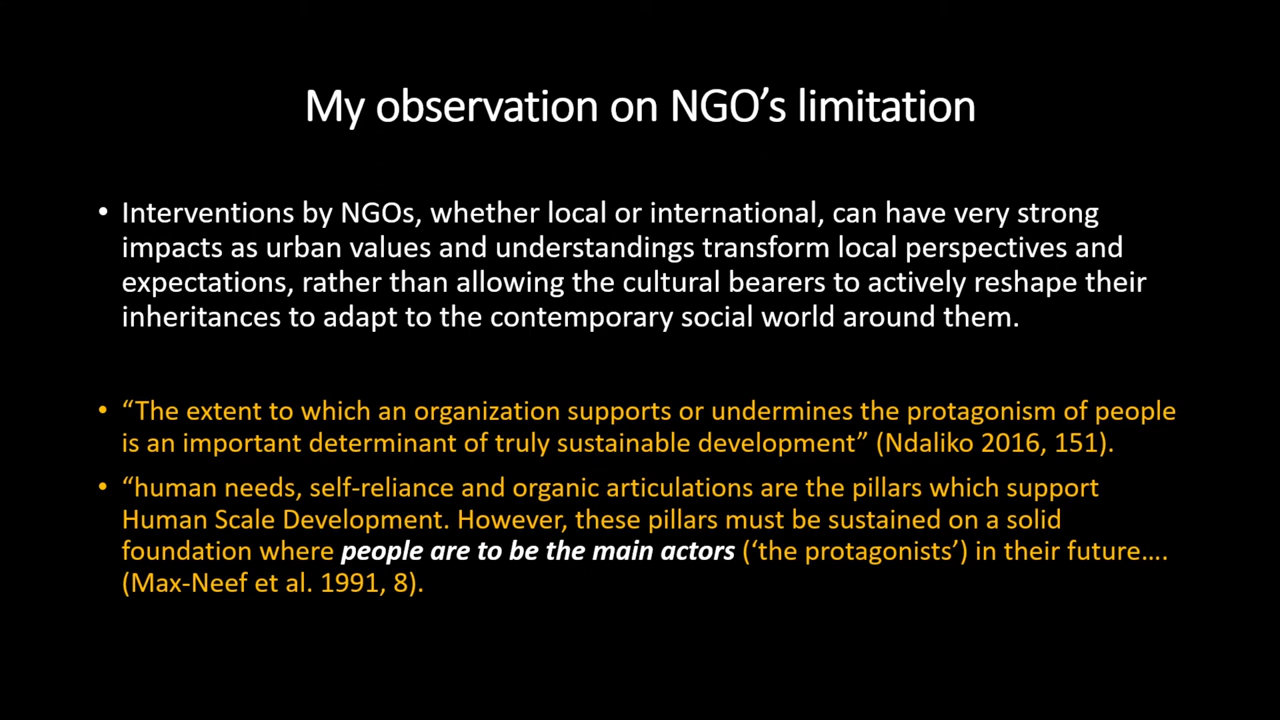 My observation on NGO’s limitation
• Interventions by NGOs, whether local or international, can have very strong
impacts as urban values and understandings transform local perspectives and
expectations, rather than allowing the cultural bearers to actively reshape their
inheritances to adapt to the contemporary social world around them.
• “The extent to which an organization supports or undermines the protagonism of people
is an important determinant of truly sustainable development” (Ndaliko 2016, 151).
• “human needs, self-reliance and organic articulations are the pillars which support
Human Scale Development. However, these pillars must be sustained on a solid
foundation where people are to be the main actors (‘the protagonists’) in their future….
(Max-Neef et al. 1991, 8).